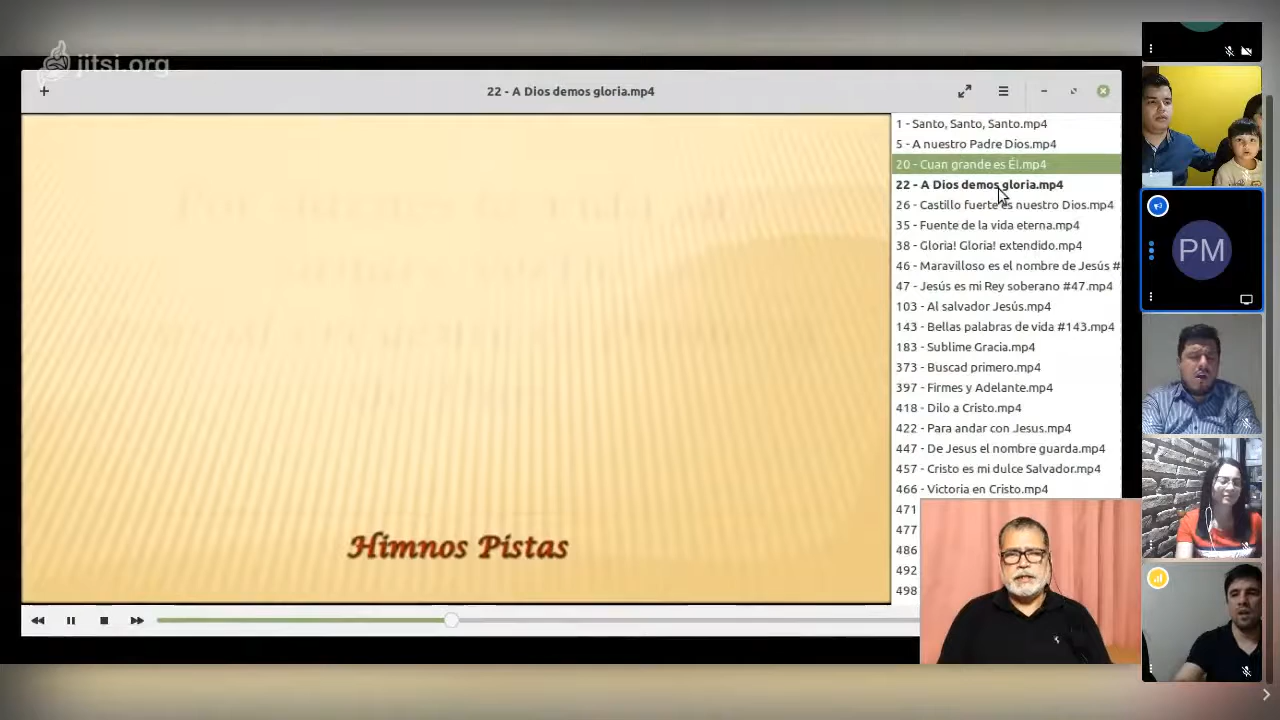 jitsi.org
22 - A Dios demos gloria.mp4
1 - Santo, Santo, Santo.mp4
5 - A nuestro Padre Dios.mp4
20 - Cuan grande es Él.mp4
22 - A Dios demos gloria.mp4
26 - Castillo fuerte es nuestro Dios.mp4
35 - Fuente de la vida eterna.mp4
38 - Gloria! Gloria! extendido.mp4
46 - Maravilloso es el nombre de Jesús #
47 - Jesús es mi Rey soberano #47.mp4
103 - Al salvador Jesús.mp4
143 - Bellas palabras de vida #143.mp4
183 - Sublime Gracia.mp4
373 - Buscad primero.mp4
397 - Firmes y Adelante.mp4
418 - Dilo a Cristo.mp4
422 - Para andar con Jesus.mp4
447 - De Jesus el nombre guarda.mp4
457 - Cristo es mi dulce Salvador.mp4
466 - Victoria en Cristo.mp4
471
477
486
492
498
Himnos Pistas
PM